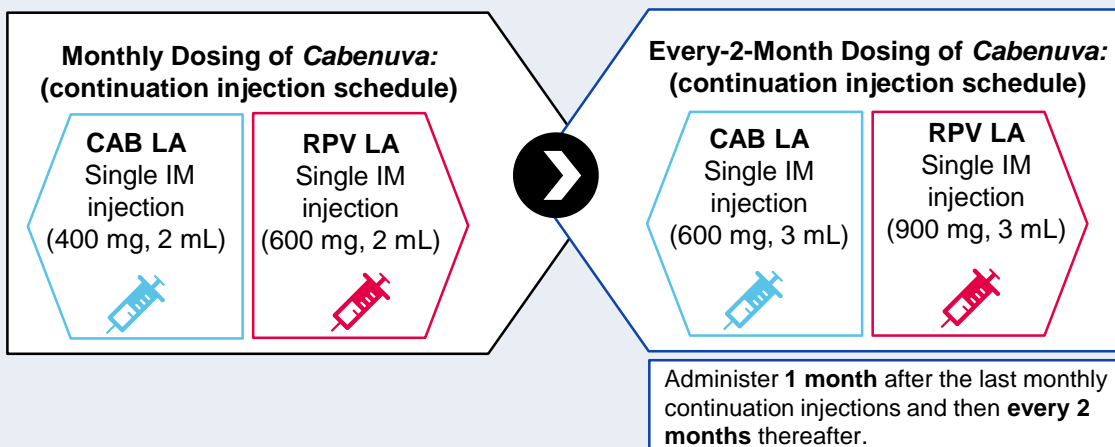 Monthly Dosing of Cabenuva:
(continuation injection schedule)
CAB LA
Single IM
injection
(400 mg, 2 mL)
RPV LA
Single IM
injection
(600 mg, 2 mL)
Every-2-Month Dosing of Cabenuva:
(continuation injection schedule)
CAB LA
Single IM
injection
(600 mg, 3 mL)
RPV LA
Single IM
injection
(900 mg, 3 mL)
Administer 1 month after the last monthly
continuation injections and then every 2
months thereafter.